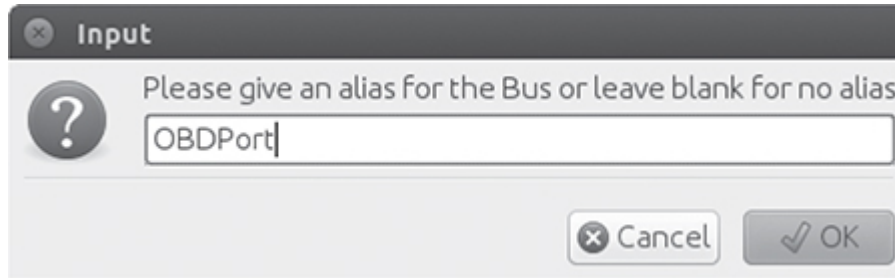 Input
Please give an alias for the Bus or leave blank for no alias
OBDPort
Cancel
OK